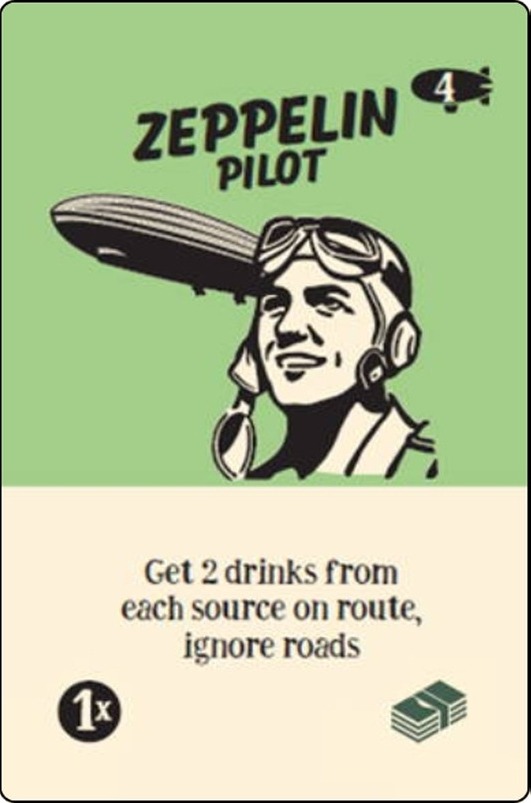 4
ZEPPELIN
PILOT
Get 2 drinks from
each source on route,
ignore roads
1x